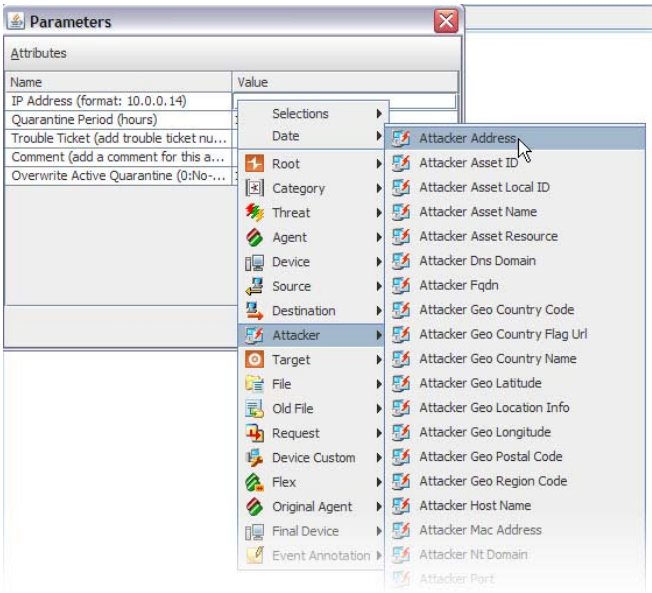 Parameters
Attributes
Name Value
IP Address (format: 10.0.0.14)
Quarantine Period (hours)
Trouble Ticket (add trouble ticket nu...
Comment (add a comment for this a...
Overwrite Active Quarantine (0:No-...
Selections
Date
Root
Category
Threat
Agent
Device
Source
Destination
Attacker
Target
File
Old File
Request
Device Custom
Flex
Original Agent
Final Device
Event Annotation
Attacker Address
Attacker Asset ID
Attacker Asset Local ID
Attacker Asset Name
Attacker Asset Resource
Attacker Dns Domain
Attacker Fqdn
Attacker Geo Country Code
Attacker Geo Country Flag Url
Attacker Geo Country Name
Attacker Geo Latitude
Attacker Geo Location Info
Attacker Geo Longitude
Attacker Geo Postal Code
Attacker Geo Region Code
Attacker Host Name
Attacker Mac Address
Attacker Nt Domain
Attacker Port